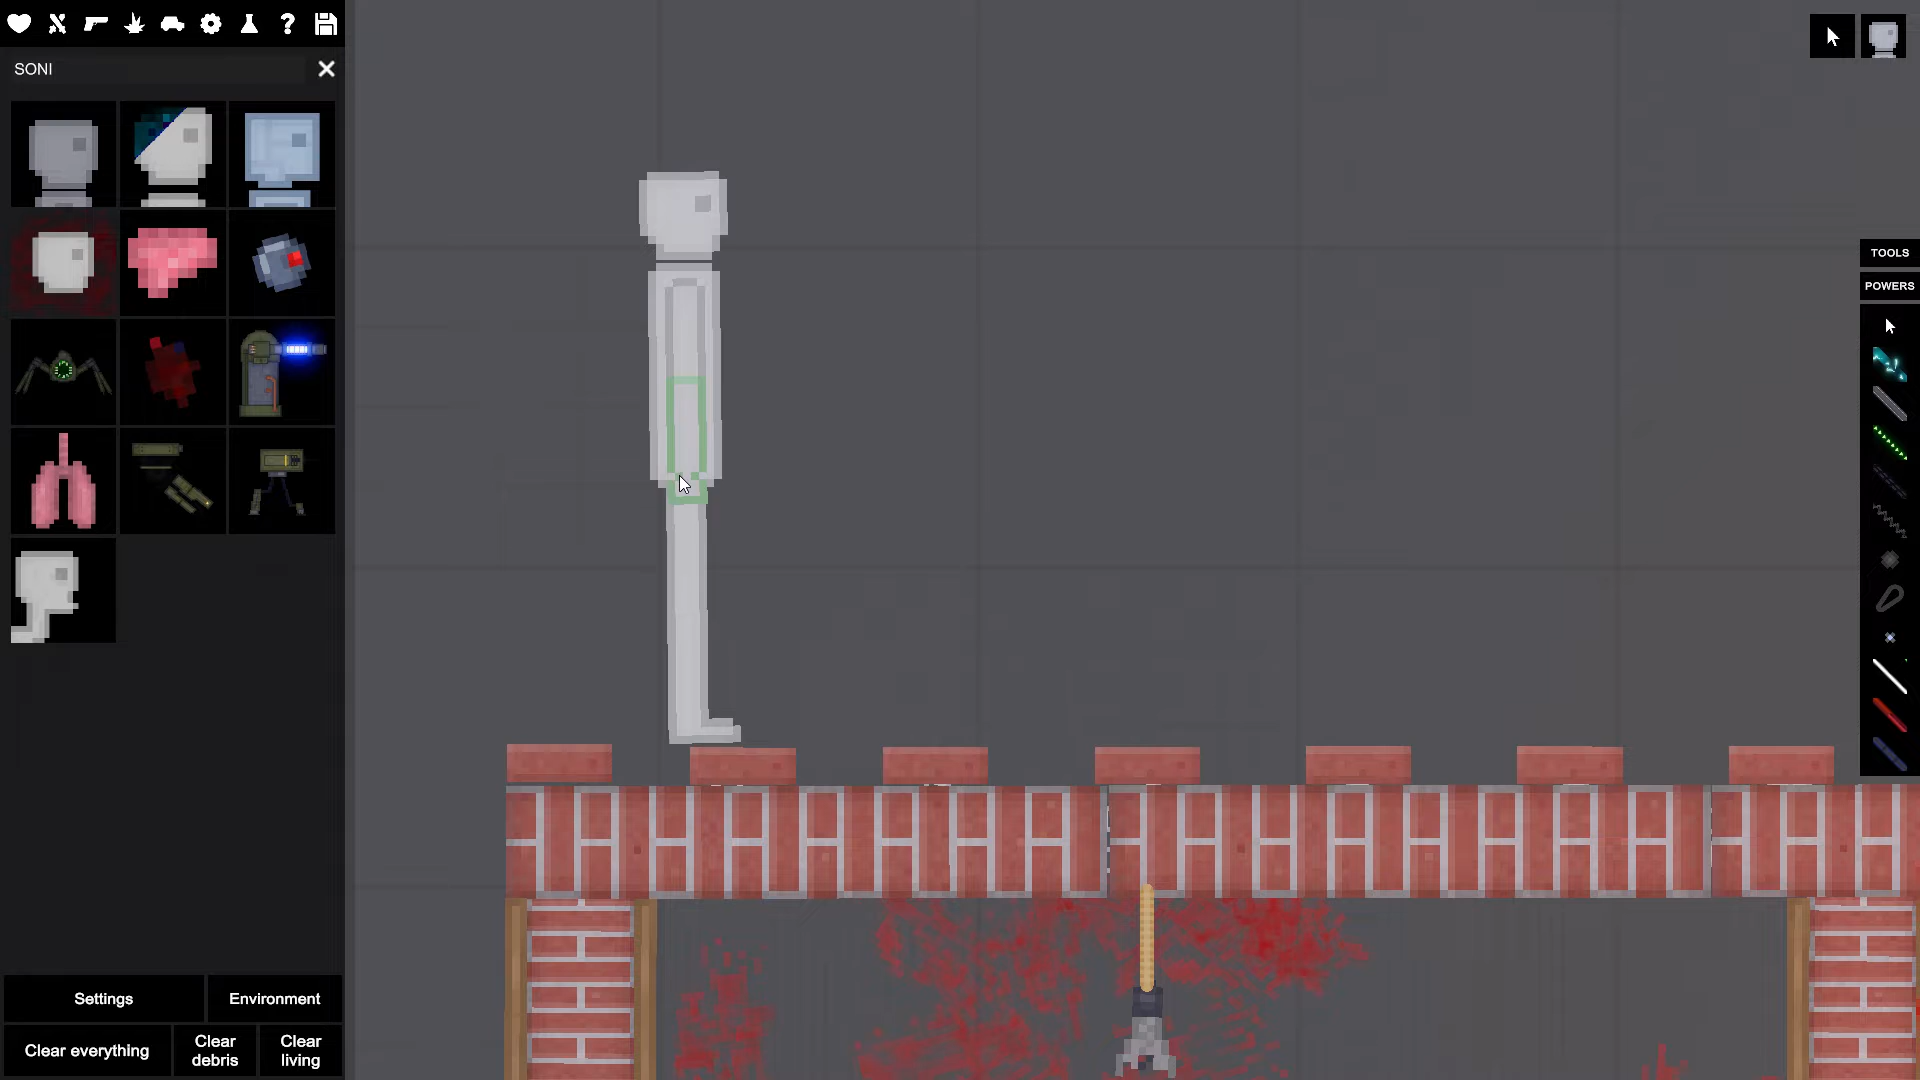 SONI
TOOLS
POWERS
Settings
Environment
Clear everything
Clear
debris
Clear
living